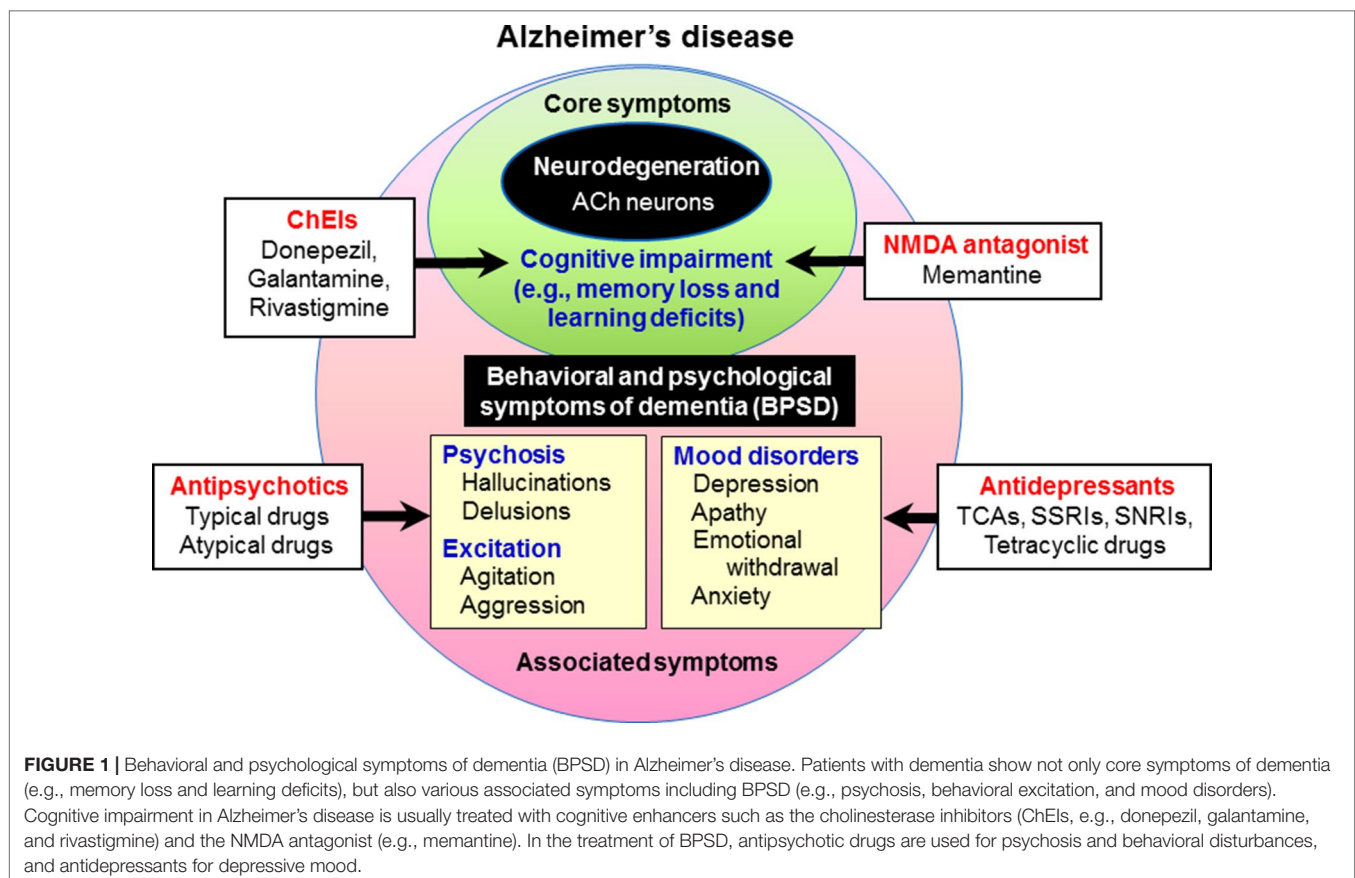 Alzheimer's disease
Core symptoms
Neurodegeneration
ACh neurons
ChEIs
Donepezil,
Galantamine,
Rivastigmine
Cognitive impairment
(e.g., memory loss and
learning deficits)
NMDA antagonist
Memantine
Behavioral and psychological
symptoms of dementia (BPSD)
Antipsychotics
Typical drugs
Atypical drugs
Psychosis
Hallucinations
Delusions
Excitation
Agitation
Aggression
Mood disorders
Depression
Apathy
Emotional
withdrawal
Anxiety
Antidepressants
TCAs, SSRIs, SNRIs,
Tetracyclic drugs
Associated symptoms
FIGURE 1 | Behavioral and psychological symptoms of dementia (BPSD) in Alzheimer's disease. Patients with dementia show not only core symptoms of dementia
(e.g., memory loss and learning deficits), but also various associated symptoms including BPSD (e.g., psychosis, behavioral excitation, and mood disorders).
Cognitive impairment in Alzheimer's disease is usually treated with cognitive enhancers such as the cholinesterase inhibitors (ChEIs, e.g., donepezil, galantamine,
and rivastigmine) and the NMDA antagonist (e.g., memantine). In the treatment of BPSD, antipsychotic drugs are used for psychosis and behavioral disturbances,
and antidepressants for depressive mood.